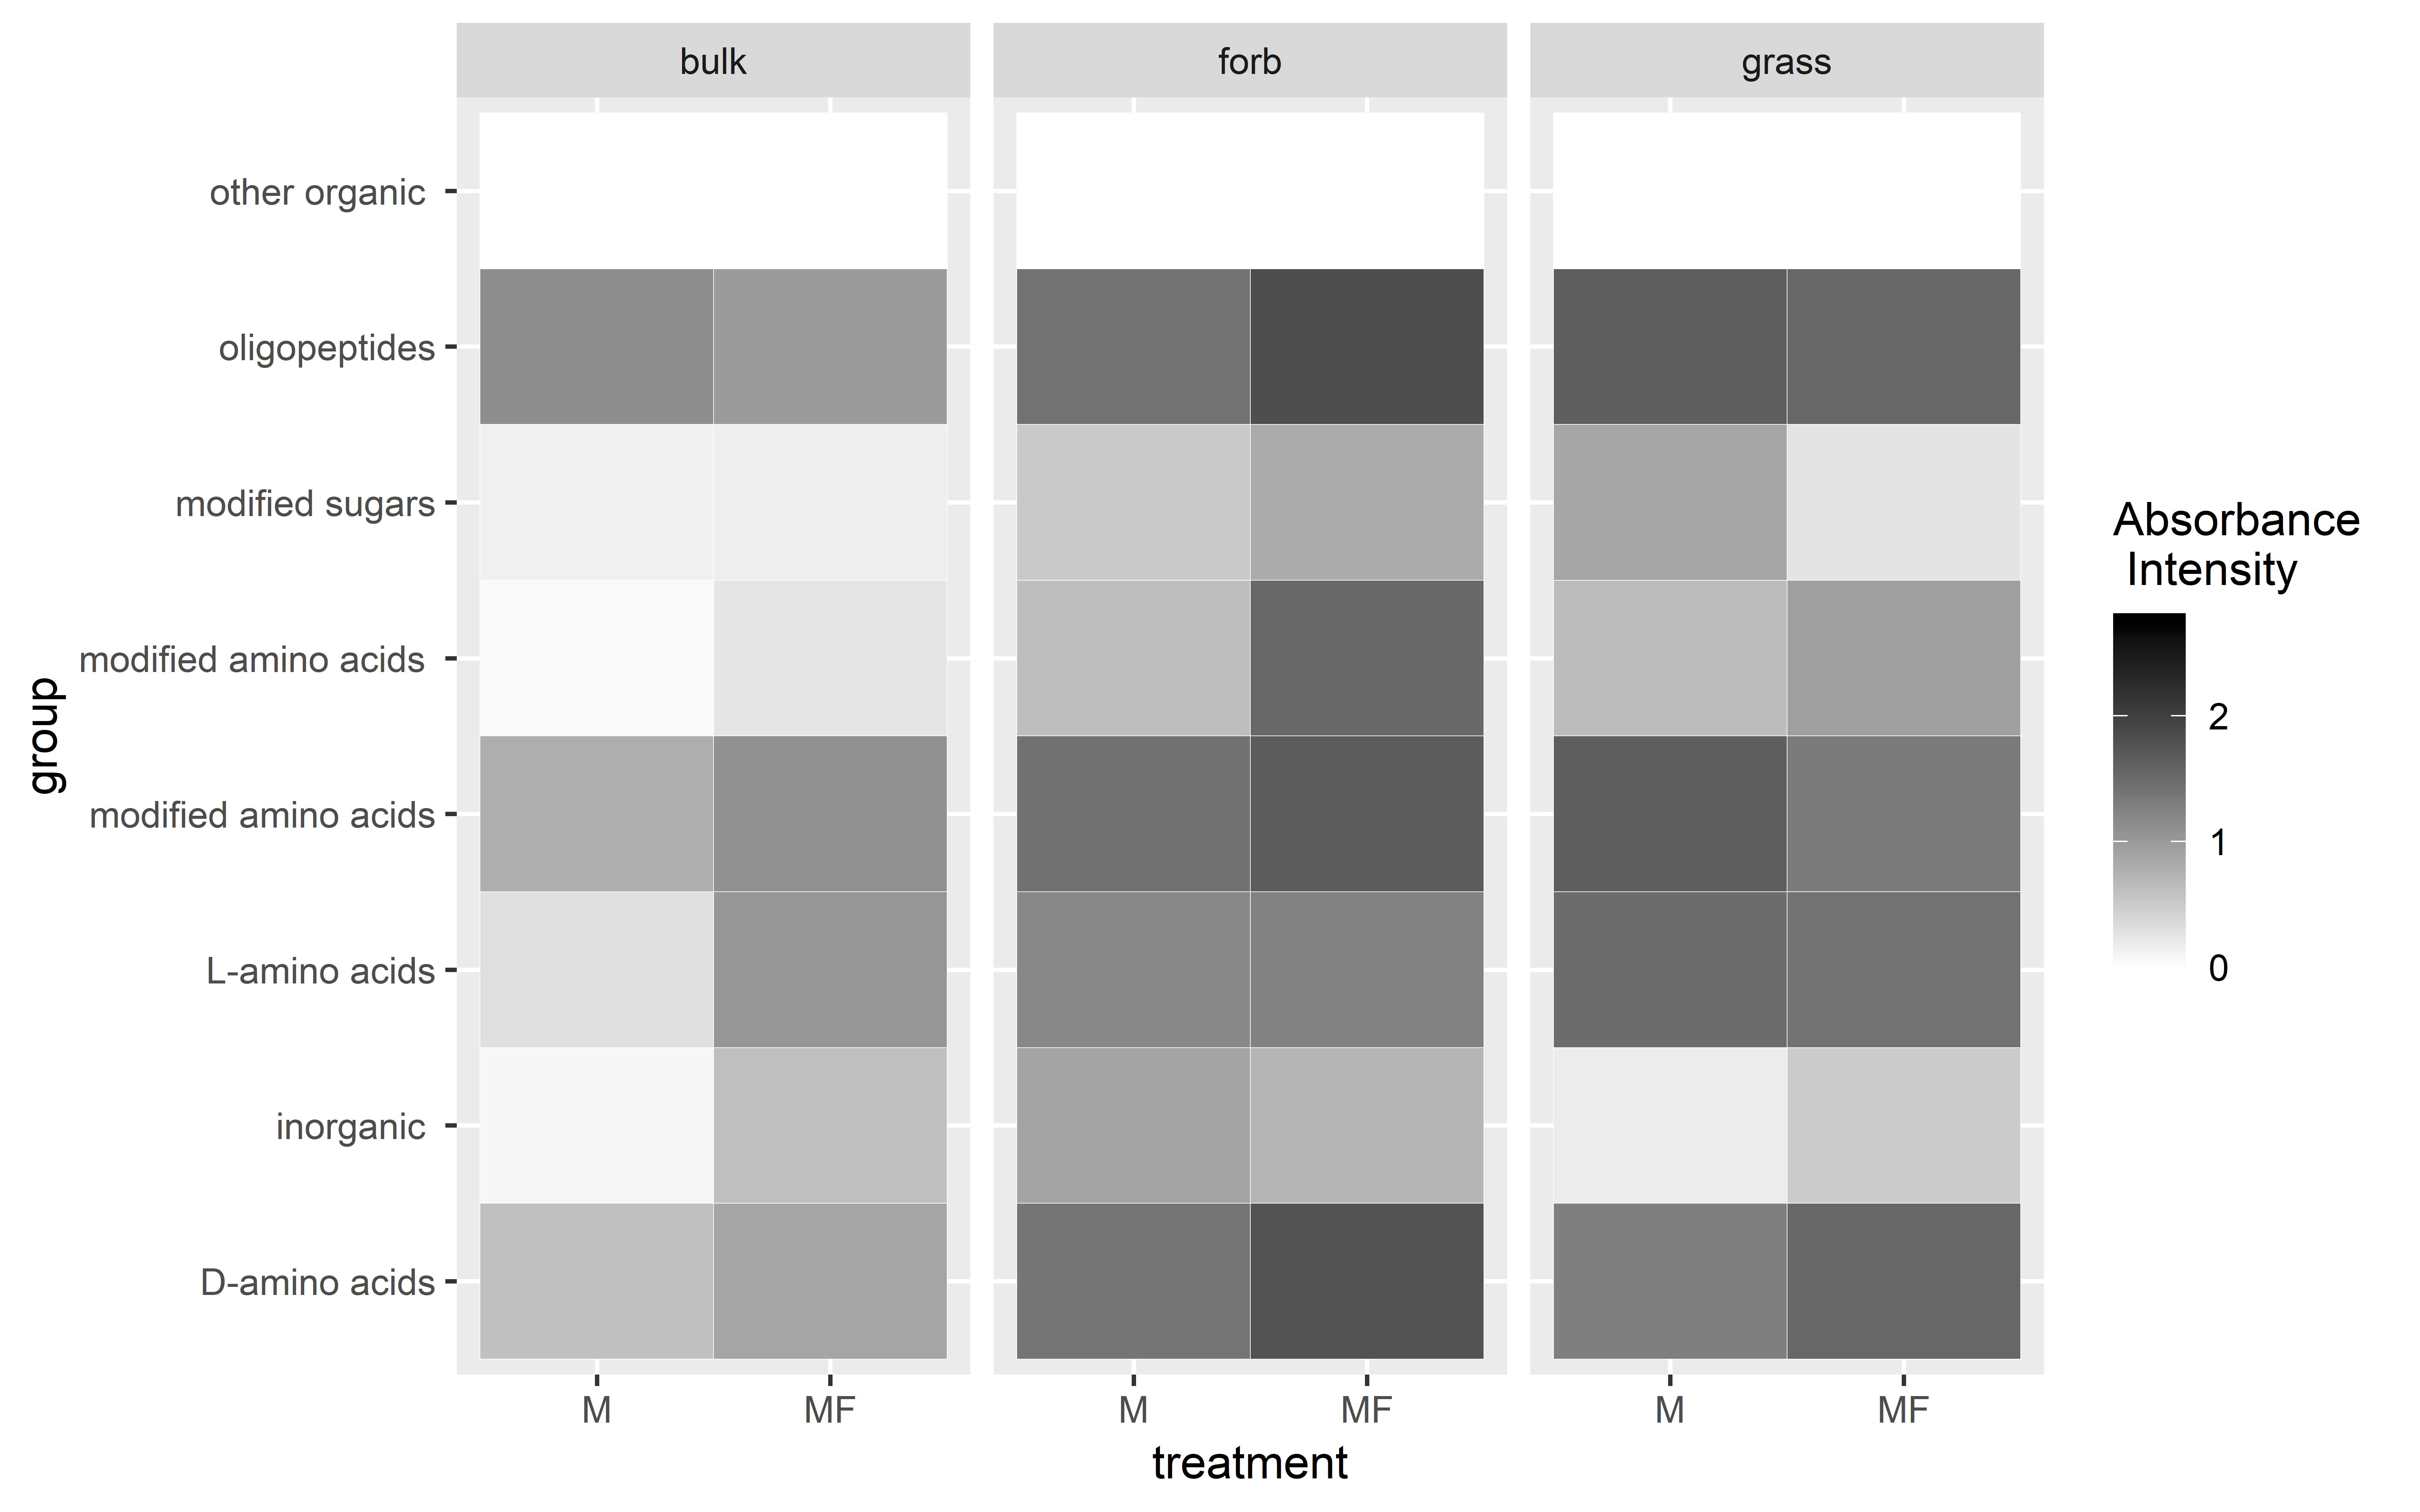 bulk
forb
grass
other organic
oligopeptides
modified sugars
modified amino acids
modified amino acids
L-amino acids
inorganic
D-amino acids
group
M
MF
M
MF
M
MF
treatment
Absorbance
Intensity
2
1
0